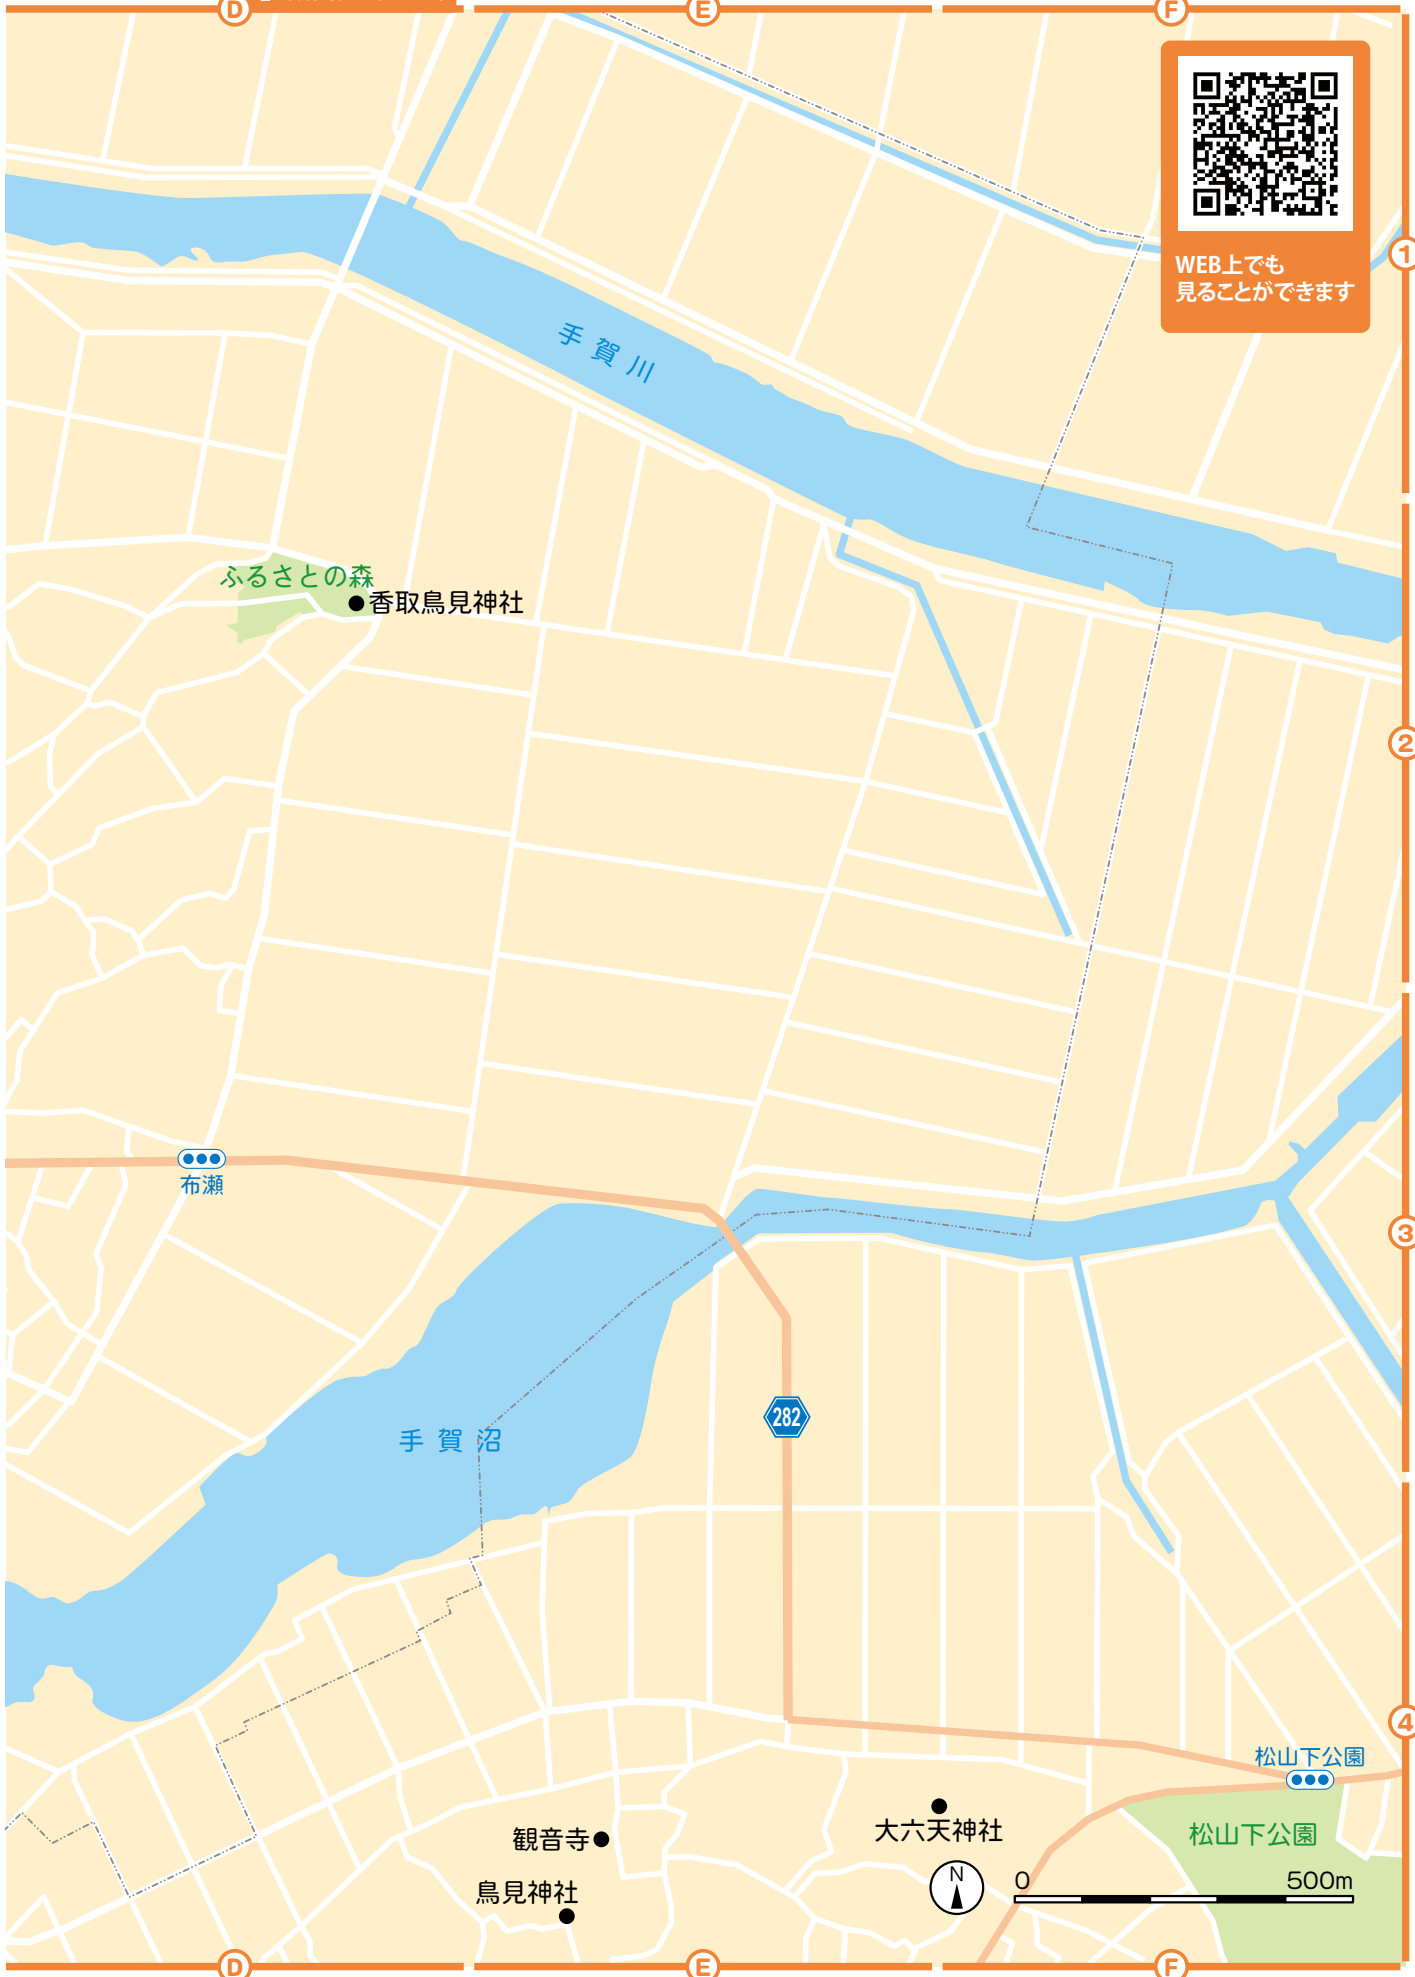 D
E
F
WEB上でも
見ることができます
1
手賀川
ふるさとの森
香取鳥見神社
2
布瀬
3
282
手賀沼
4
松山下公園
大六天神社
松山下公園
観音寺
鳥見神社
N
0 500m
D
E
F